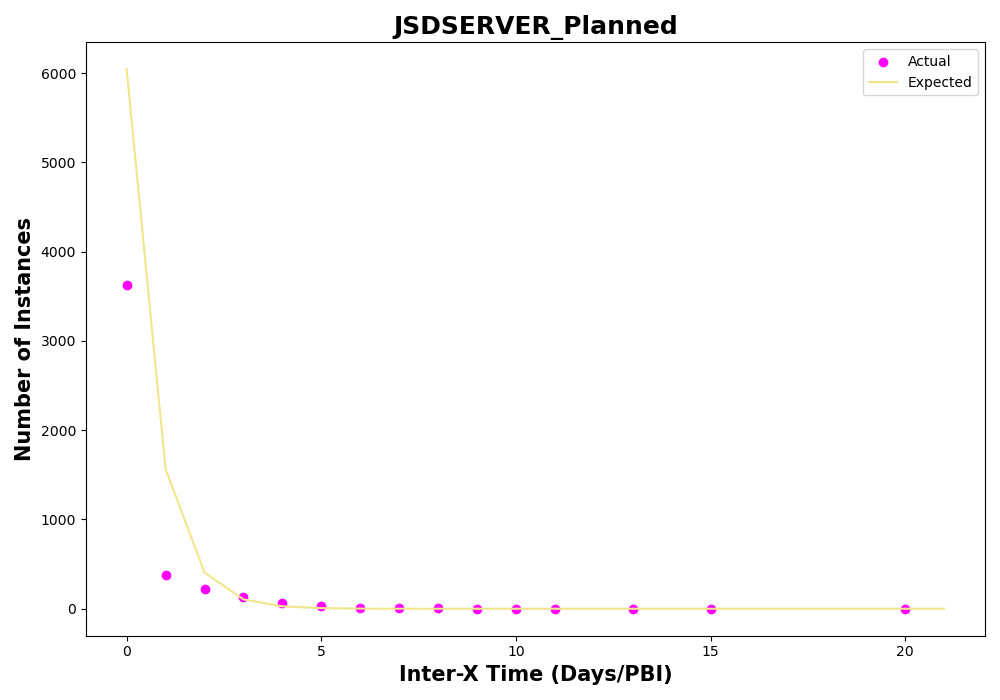 JSDSERVER_Planned
Actual
Expected
6000
5000
4000
3000
2000
1000
0
Number of Instances
0 5 10 15 20
Inter-X Time (Days/PBI)